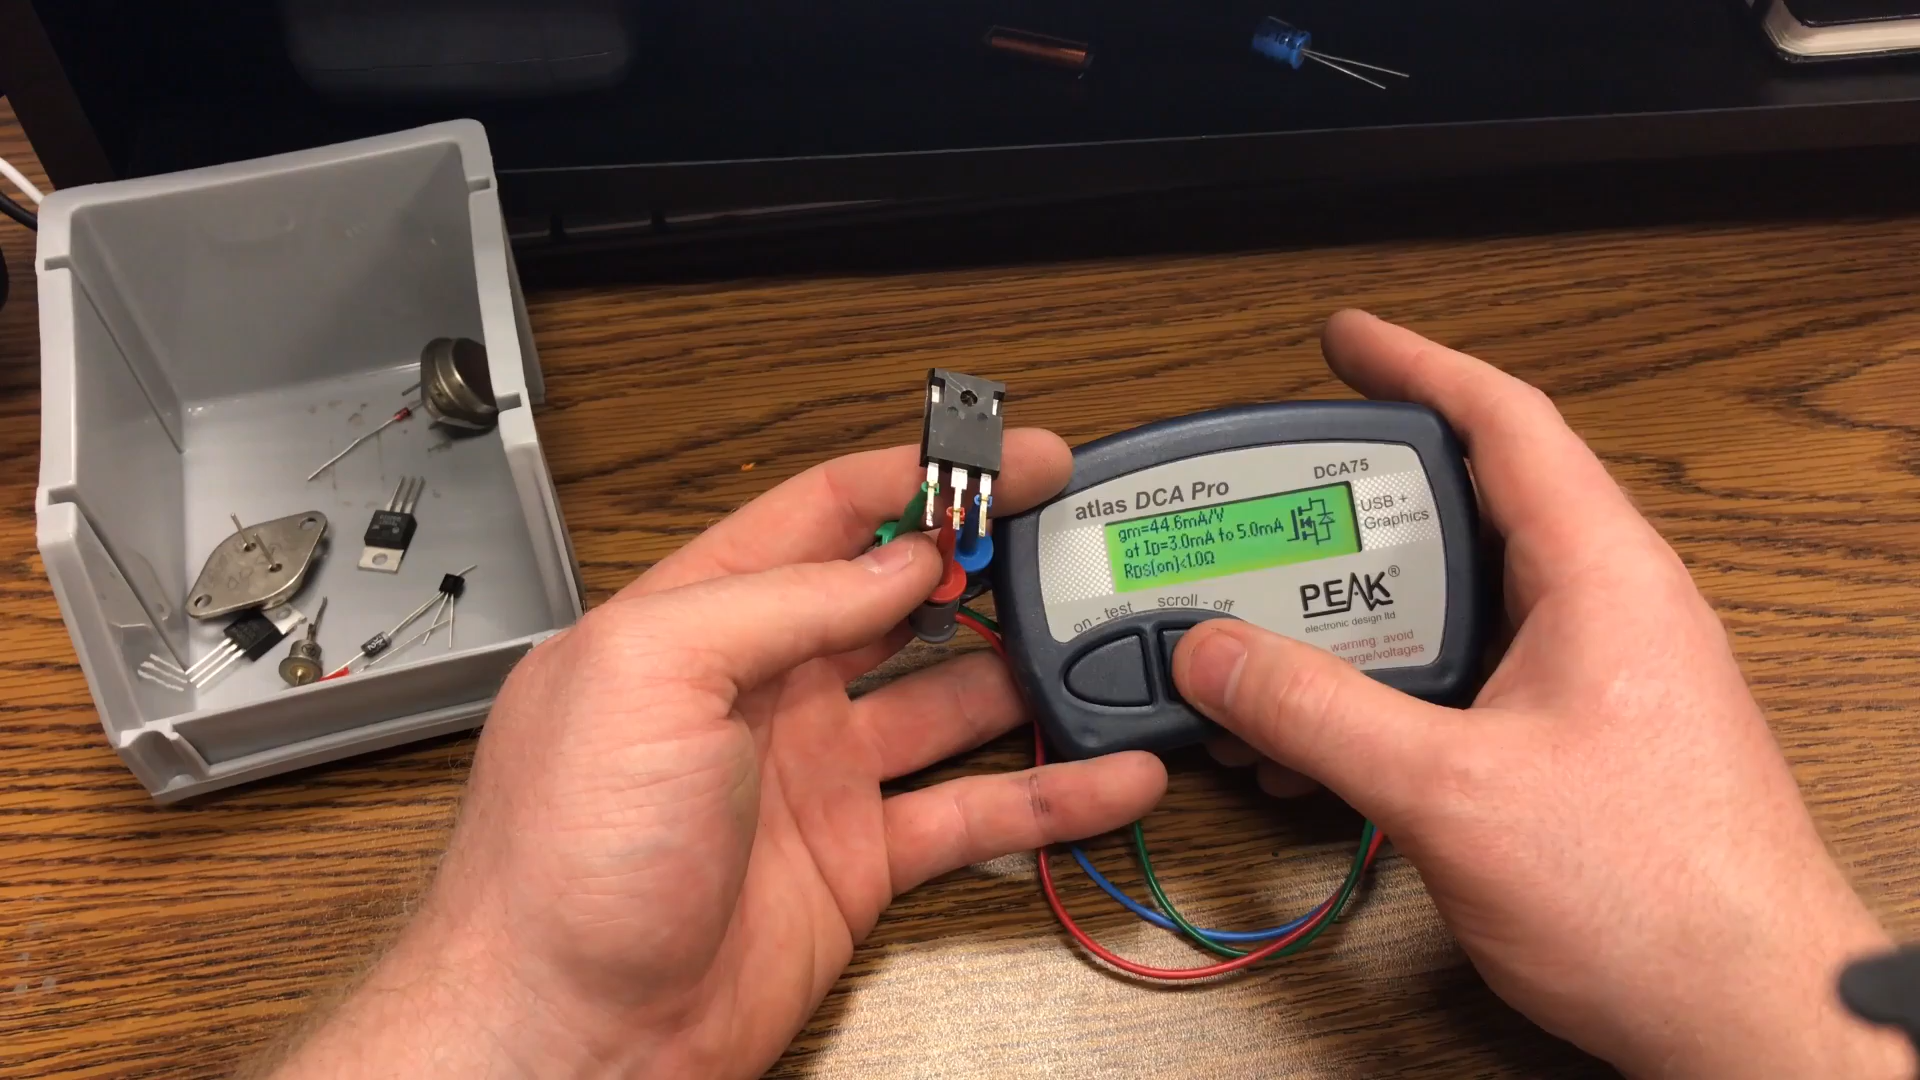 DCA75
atlas DCA Pro
USB +
Graphics
gm=44.6mA/V
at ID=3.0mA to 5.0mA
RDS(on)<1.0Ω
PEAK®
electronic design ltd
on - test
scroll - off
warning: avoid
charge/voltages